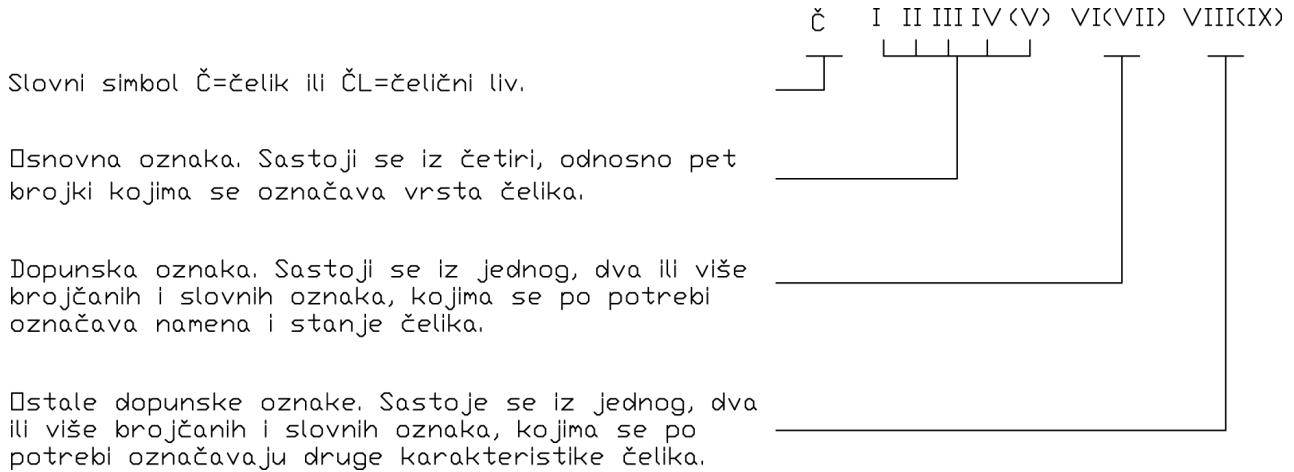 Č I II III IV (V) VI(VII) VIII(IX)
Slovni simbol Č=čelik ili ČL=čelični liv.
Osnovna oznaka. Sastoji se iz četiri, odnosno pet
brojki kojima se označava vrsta čelika.
Dopunska oznaka. Sastoji se iz jednog, dva ili više
brojčanih i slovnih oznaka, kojima se po potrebi
označava namena i stanje čelika.
Ostale dopunske oznake. Sastoje se iz jednog, dva
ili više brojčanih i slovnih oznaka, kojima se po
potrebi označavaju druge karakteristike čelika.